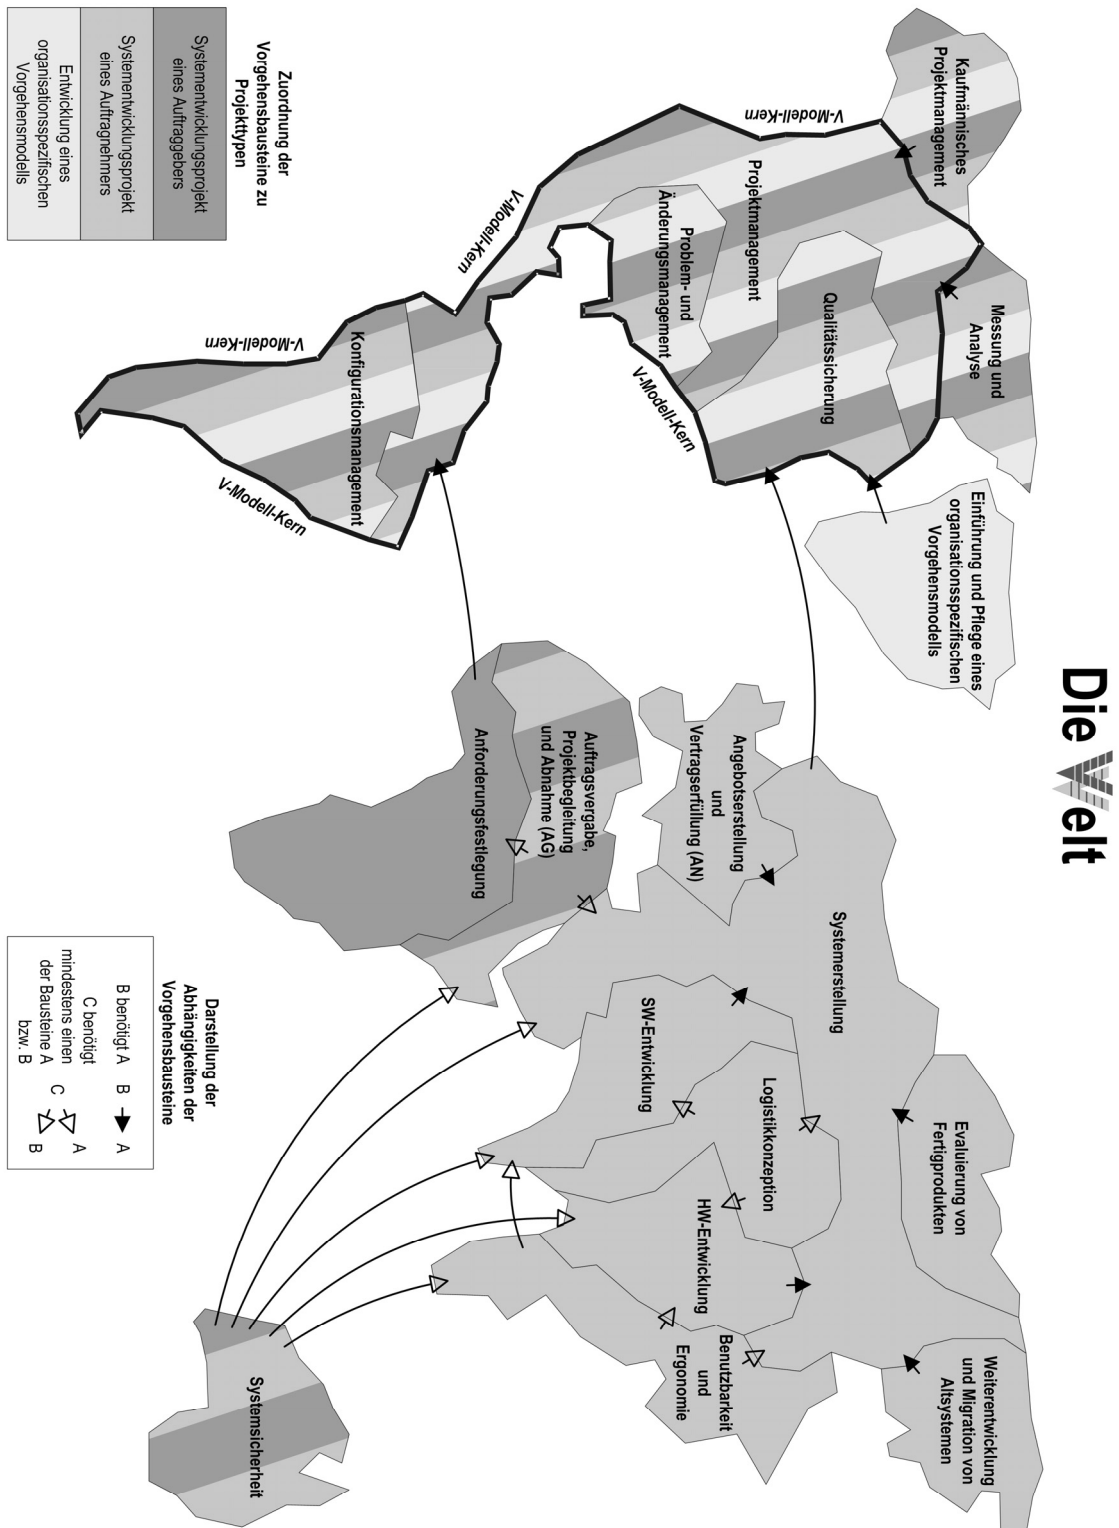 Die Welt
Kaufmännisches
Projektmanagement
Messung und
Analyse
Einführung und Pflege eines
organisationsspezifischen
Vorgehensmodells
V-Modell-Kern
Projektmanagement
Problem- und
Änderungsmanagement
Qualitätssicherung
V-Modell-Kern
V-Modell-Kern
Konfigurationsmanagement
V-Modell-Kern
V-Modell-Kern
Evaluierung von
Fertigprodukten
Weiterentwicklung
und Migration von
Altsystemen
Systemerstellung
Angebotserstellung
und
Vertragserfüllung (AN)
Auftragsvergabe,
Projektbegleitung
und Abnahme (AG)
Anforderungsfestlegung
SW-Entwicklung
Logistikkonzeption
HW-Entwicklung
Benutzbarkeit
und
Ergonomie
Systemsicherheit
Zuordnung der
Vorgehensbausteine zu
Projekttypen
Systementwicklungsprojekt
eines Auftraggebers
Systementwicklungsprojekt
eines Auftragnehmers
Entwicklung eines
organisationsspezifischen
Vorgehensmodells
Darstellung der
Abhängigkeiten der
Vorgehensbausteine
B benötigt A B A
C benötigt
mindestens einen
der Bausteine A
bzw. B
C A
B